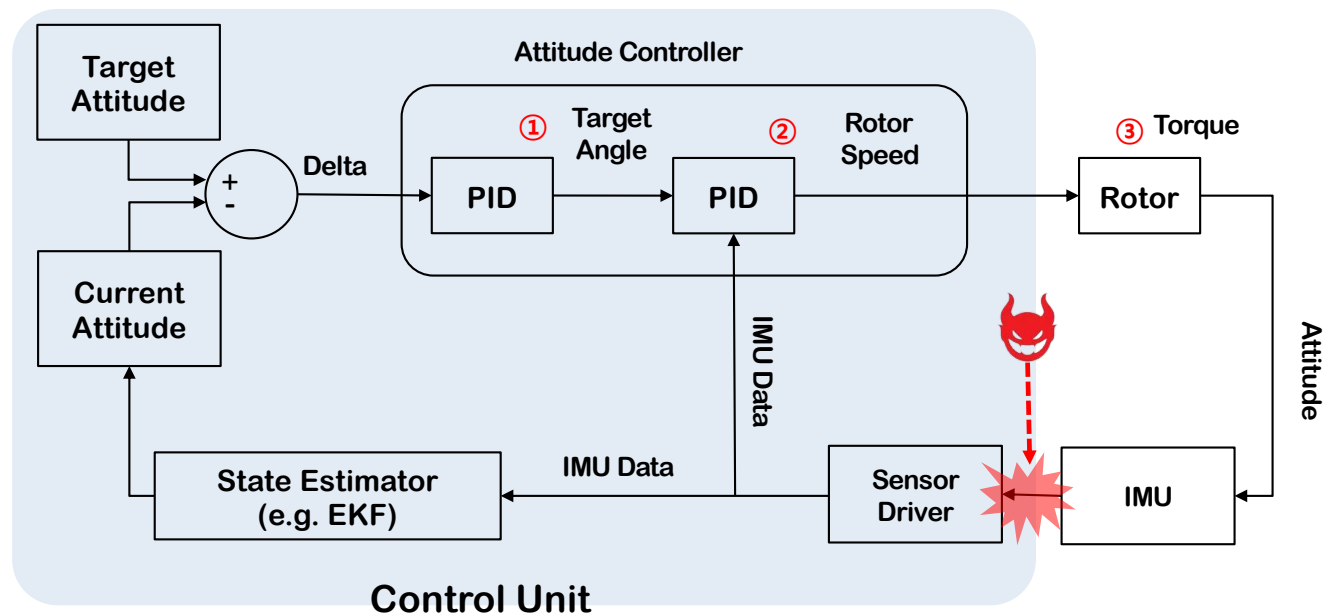 Target
Attitude
Attitude Controller
①
Target
Angle
②
Rotor
Speed
③ Torque
+
-
Delta
PID
PID
Rotor
Current
Attitude
IMU Data
Attitude
State Estimator
(e.g. EKF)
IMU Data
Sensor
Driver
IMU
Control Unit